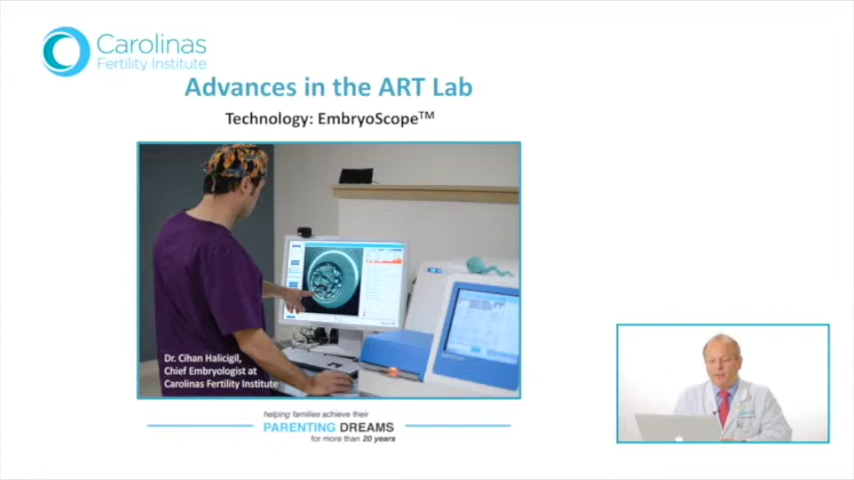 Carolinas
Fertility Institute
Advances in the ART Lab
Technology: EmbryoScope™
Dr. Cihan Halicigil,
Chief Embryologist at
Carolinas Fertility Institute
helping families achieve their
PARENTING DREAMS
for more than 20 years